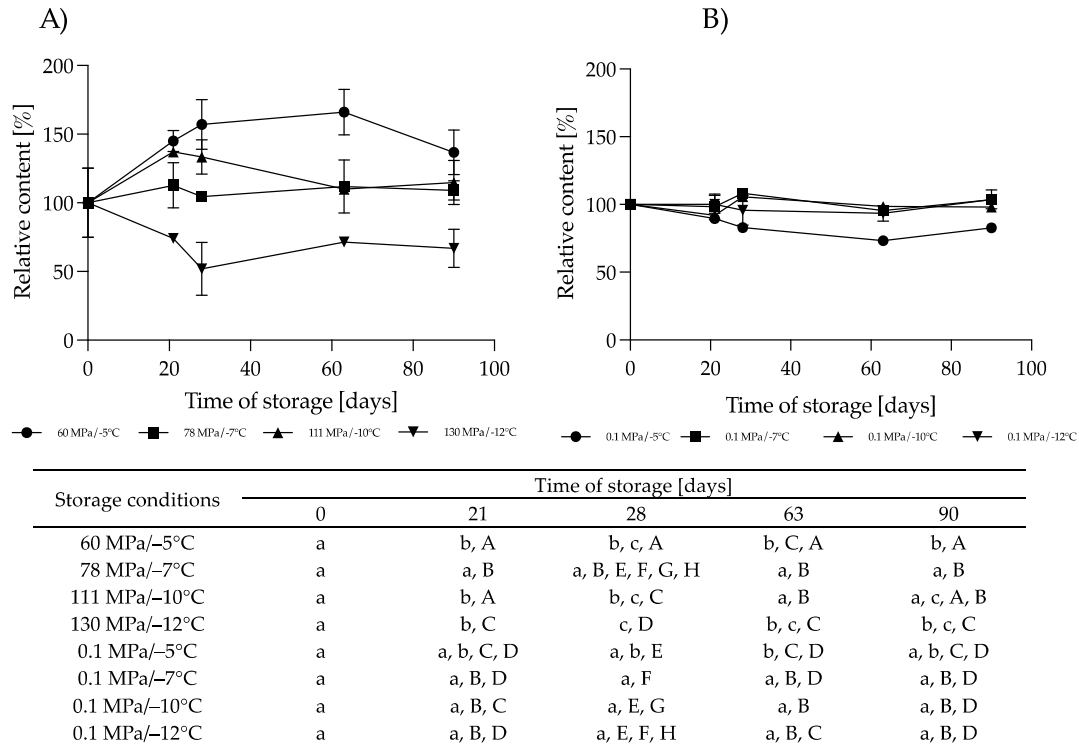 A)
B)
200
150
100
50
0
Relative content [%]
0 20 40 60 80 100
Time of storage [days]
60 MPa/-5°C 78 MPa/-7°C 111 MPa/-10°C 130 MPa/-12°C
200
150
100
50
0
Relative content [%]
0 20 40 60 80 100
Time of storage [days]
0.1 MPa/-5°C 0.1 MPa/-7°C 0.1 MPa/-10°C 0.1 MPa/-12°C
Storage conditions Time of storage [days]
0 21 28 63 90
60 MPa/–5°C a b, A b, c, A b, C, A b, A
78 MPa/–7°C a a, B a, B, E, F, G, H a, B a, B
111 MPa/–10°C a b, A b, c, C a, B a, c, A, B
130 MPa/–12°C a b, C c, D b, c, C b, c, C
0.1 MPa/–5°C a a, b, C, D a, b, E b, C, D a, b, C, D
0.1 MPa/–7°C a a, B, D a, F a, B, D a, B, D
0.1 MPa/–10°C a a, B, C a, E, G a, B a, B, D
0.1 MPa/–12°C a a, B, D a, E, F, H a, B, C a, B, D